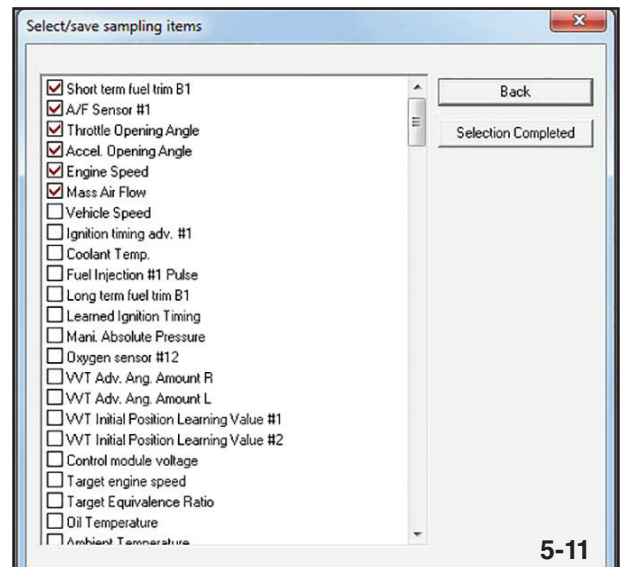 Select/save sampling items
Short term fuel trim B1
A/F Sensor #1
Throttle Opening Angle
Accel. Opening Angle
Engine Speed
Mass Air Flow
Vehicle Speed
Ignition timing adv. #1
Coolant Temp.
Fuel Injection #1 Pulse
Long term fuel trim B1
Learned Ignition Timing
Mani. Absolute Pressure
Oxygen sensor #12
VVT Adv. Ang. Amount R
VVT Adv. Ang. Amount L
VVT Initial Position Learning Value #1
VVT Initial Position Learning Value #2
Control module voltage
Target engine speed
Target Equivalence Ratio
Oil Temperature
Ambient Temperature
Back
Selection Completed
5-11